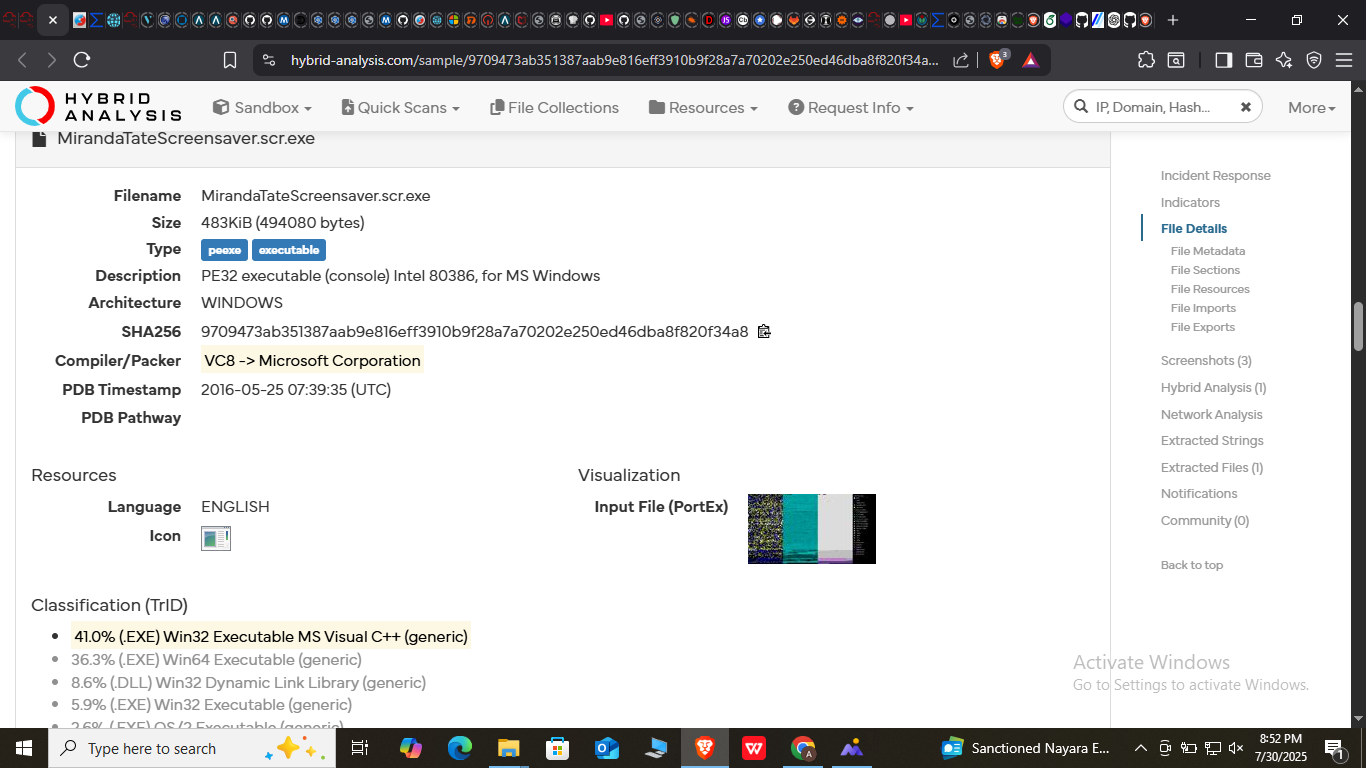 hybrid-analysis.com/sample/9709473ab351387aab9e816eff3910b9f28a7a70202e250ed46dba8f820f34a...
3
HYBRID
ANALYSIS
Sandbox
Quick Scans
File Collections
Resources
Request Info
IP, Domain, Hash...
More
MirandaTateScreensaver.scr.exe
Filename MirandaTateScreensaver.scr.exe
Size 483KiB (494080 bytes)
Type peexe executable
Description PE32 executable (console) Intel 80386, for MS Windows
Architecture WINDOWS
SHA256 9709473ab351387aab9e816eff3910b9f28a7a70202e250ed46dba8f820f34a8
Compiler/Packer VC8 -> Microsoft Corporation
PDB Timestamp 2016-05-25 07:39:35 (UTC)
PDB Pathway
Resources
Language ENGLISH
Icon
Visualization
Input File (PortEx)
Classification (TrID)
41.0% (.EXE) Win32 Executable MS Visual C++ (generic)
36.3% (.EXE) Win64 Executable (generic)
8.6% (.DLL) Win32 Dynamic Link Library (generic)
5.9% (.EXE) Win32 Executable (generic)
2.6% (.EXE) OS/2 Executable (generic)
Incident Response
Indicators
File Details
File Metadata
File Sections
File Resources
File Imports
File Exports
Screenshots (3)
Hybrid Analysis (1)
Network Analysis
Extracted Strings
Extracted Files (1)
Notifications
Community (0)
Back to top
Activate Windows
Go to Settings to activate Windows.
Type here to search
Sanctioned Nayara E...
8:52 PM
7/30/2025
1